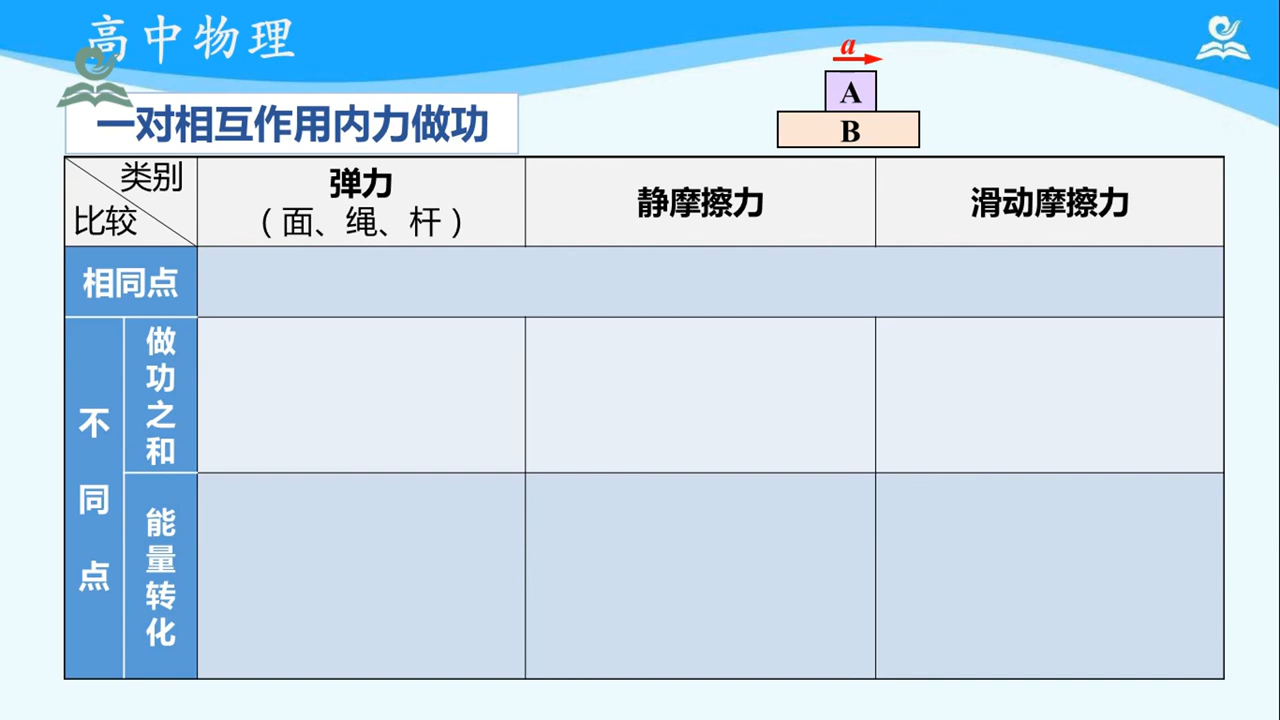 高中物理
a
A
B
一对相互作用内力做功
类别
比较
弹力
（面、绳、杆）
静摩擦力
滑动摩擦力
相同点
不同点
做功之和
能量转化